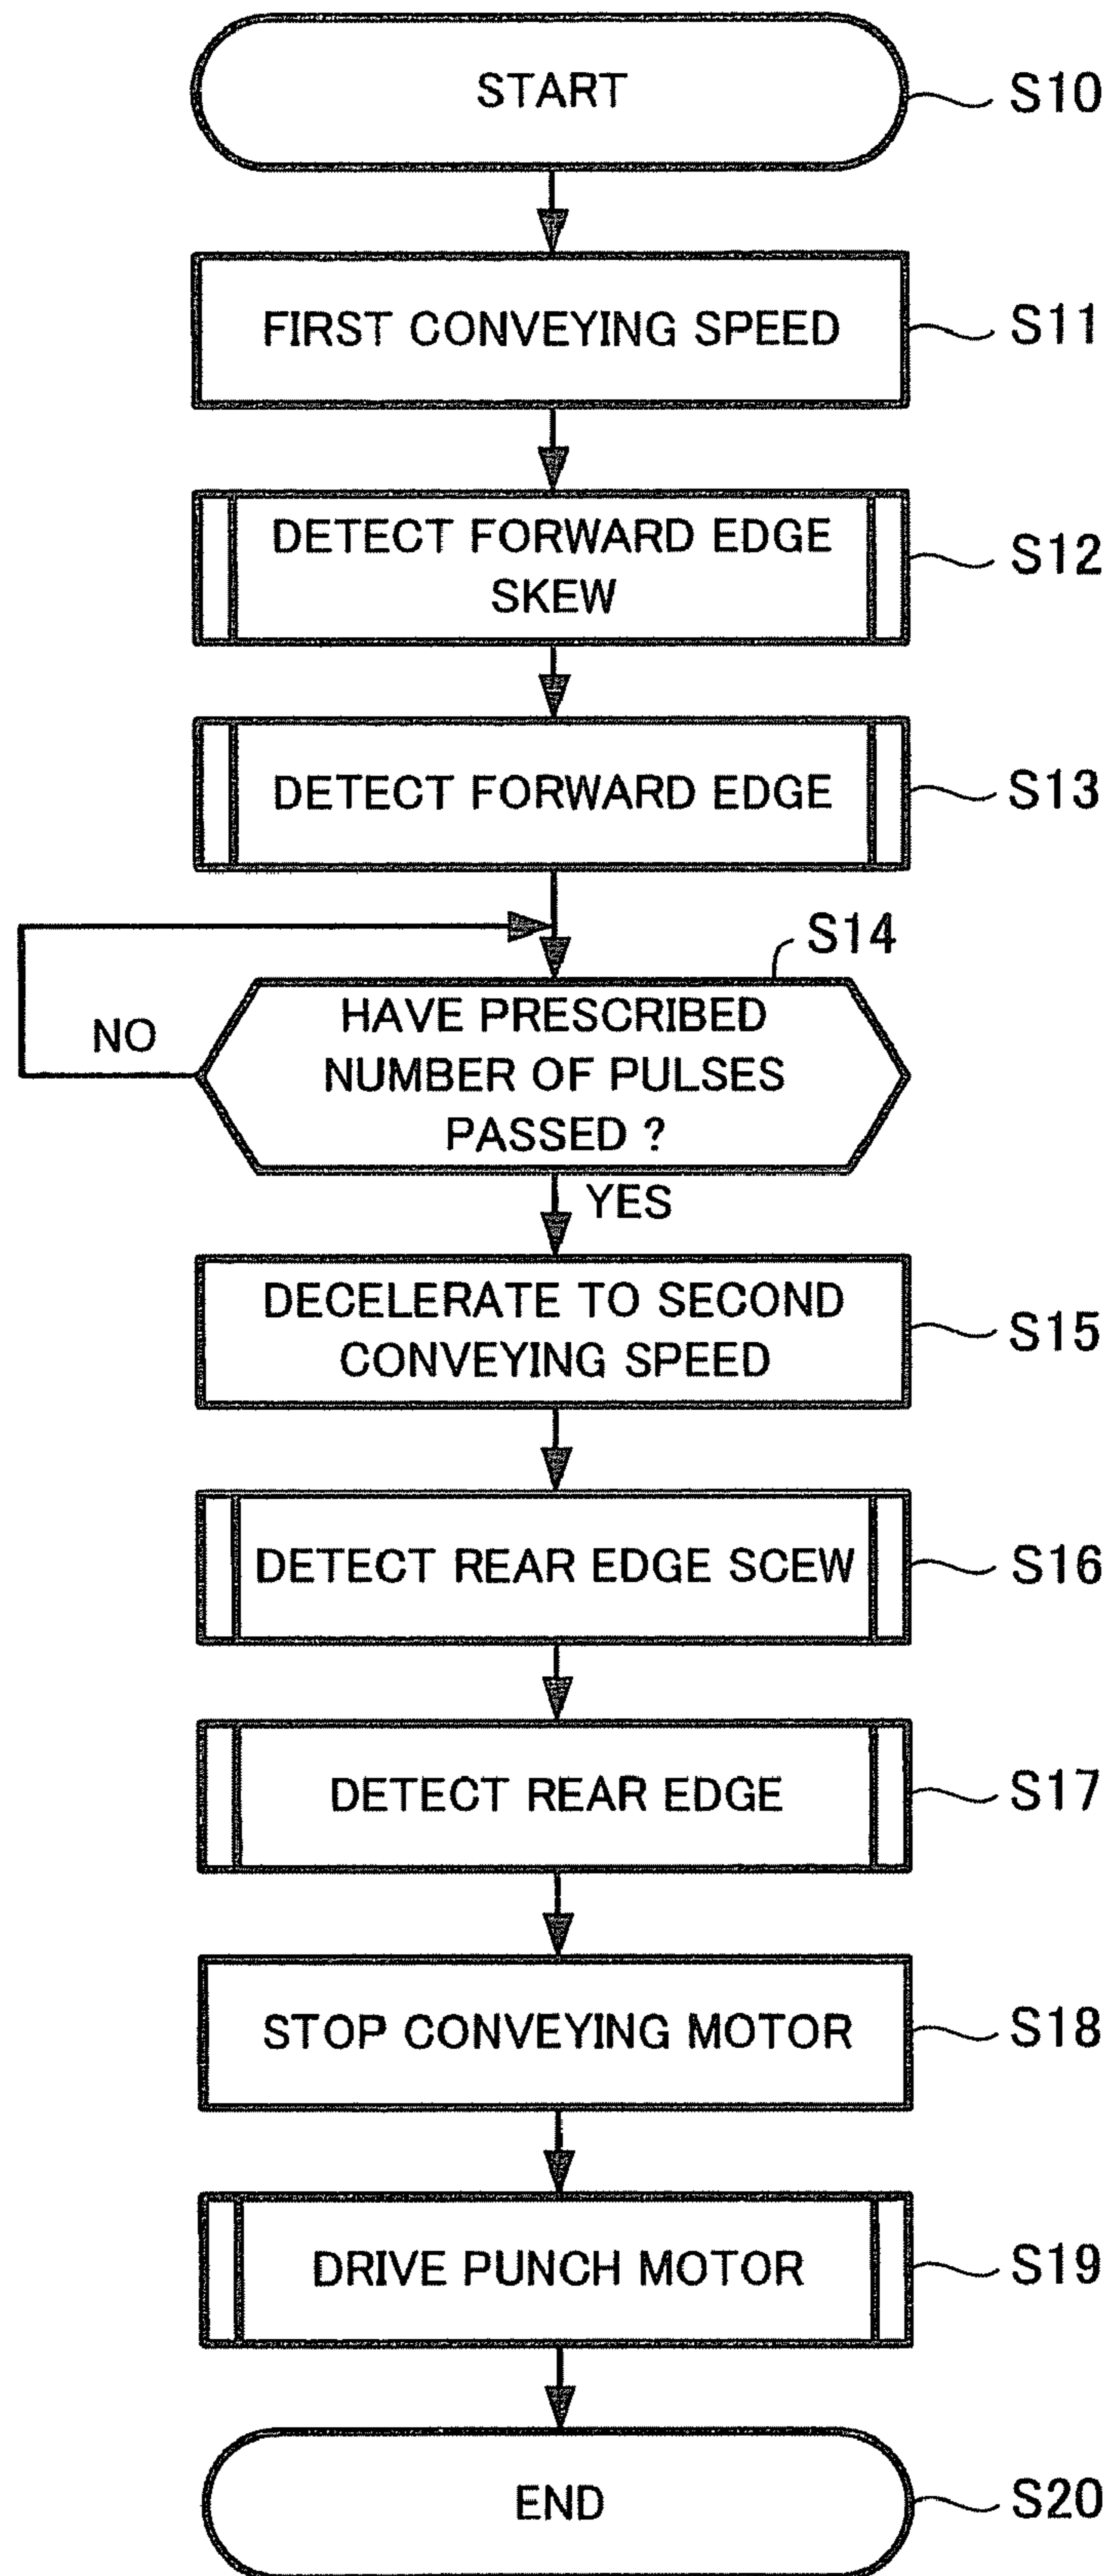 START
S10
FIRST CONVEYING SPEED
S11
DETECT FORWARD EDGE
SKEW
S12
DETECT FORWARD EDGE
S13
S14
HAVE PRESCRIBED
NUMBER OF PULSES
PASSED ?
NO
YES
DECELERATE TO SECOND
CONVEYING SPEED
S15
DETECT REAR EDGE SCEW
S16
DETECT REAR EDGE
S17
STOP CONVEYING MOTOR
S18
DRIVE PUNCH MOTOR
S19
END
S20